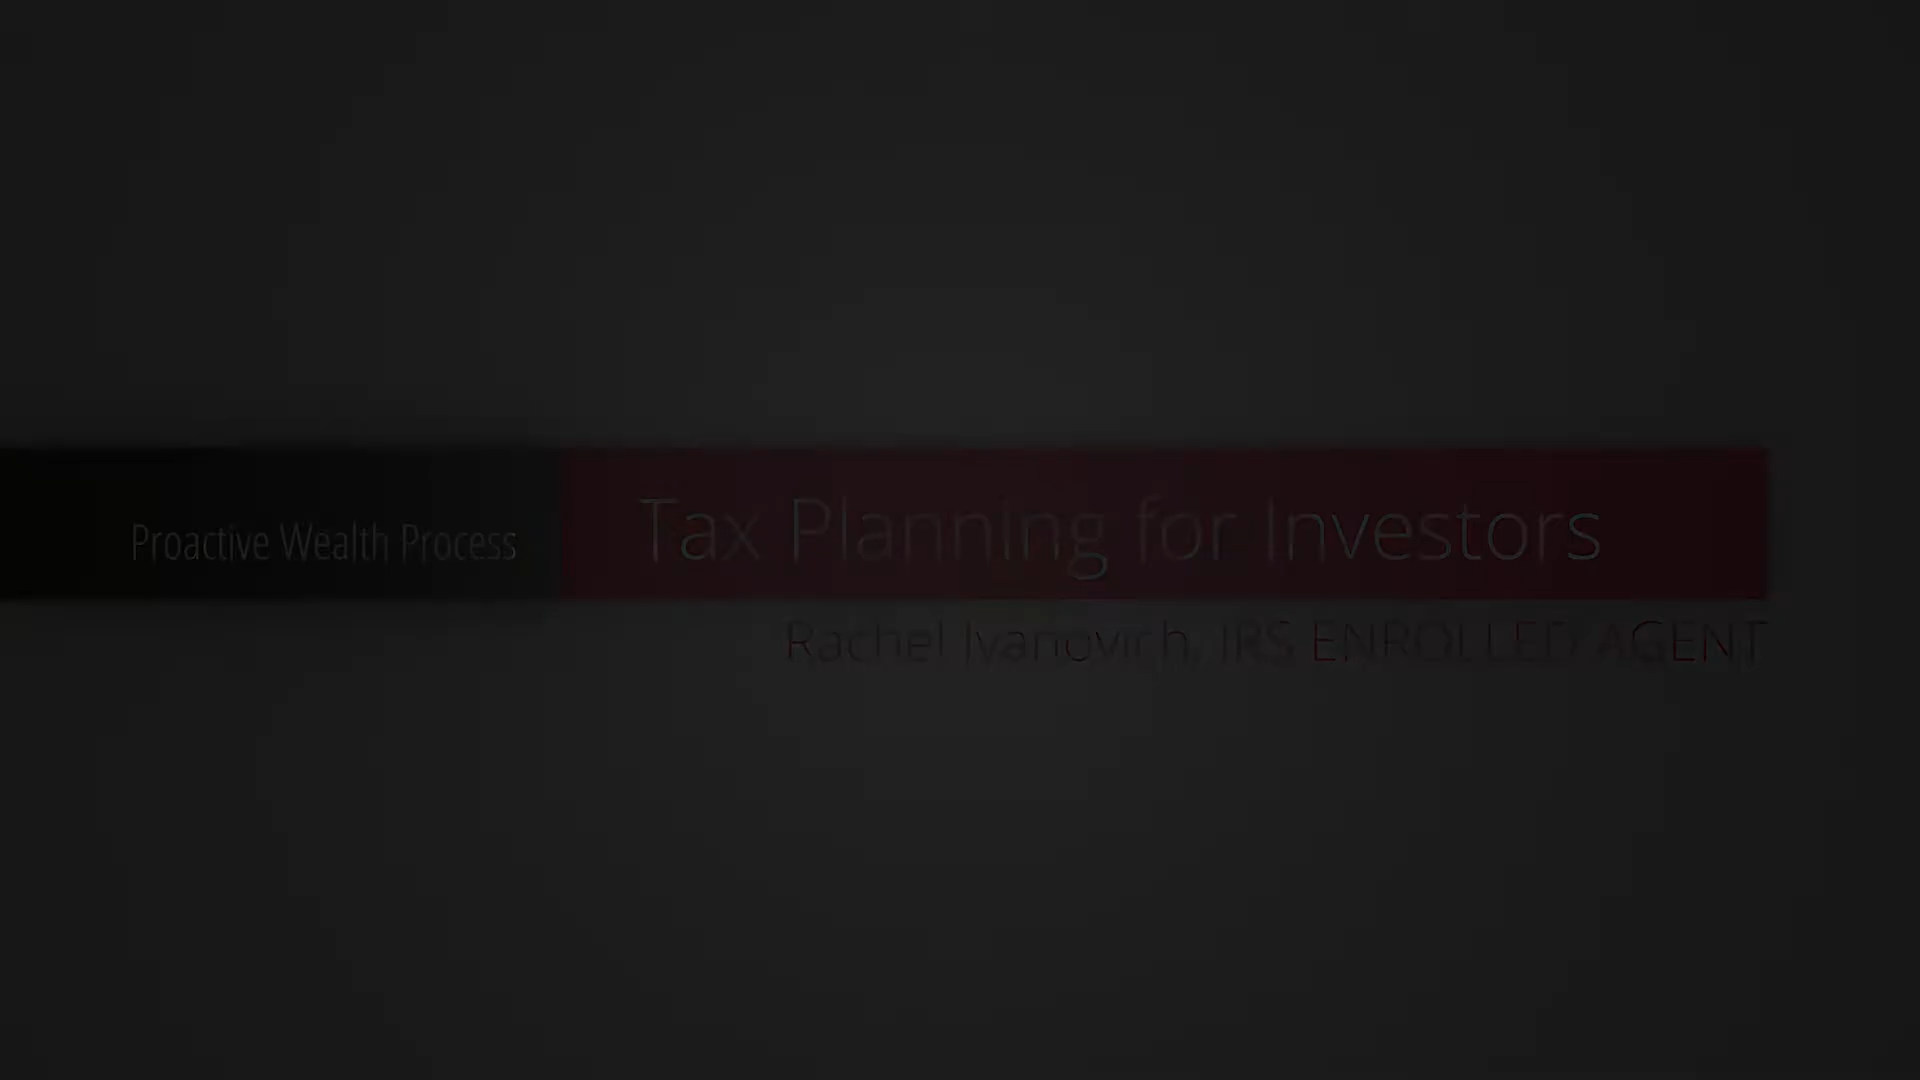 Proactive Wealth Process
Tax Planning for Investors
Rachel Ivanovich, IRS ENROLLED AGENT